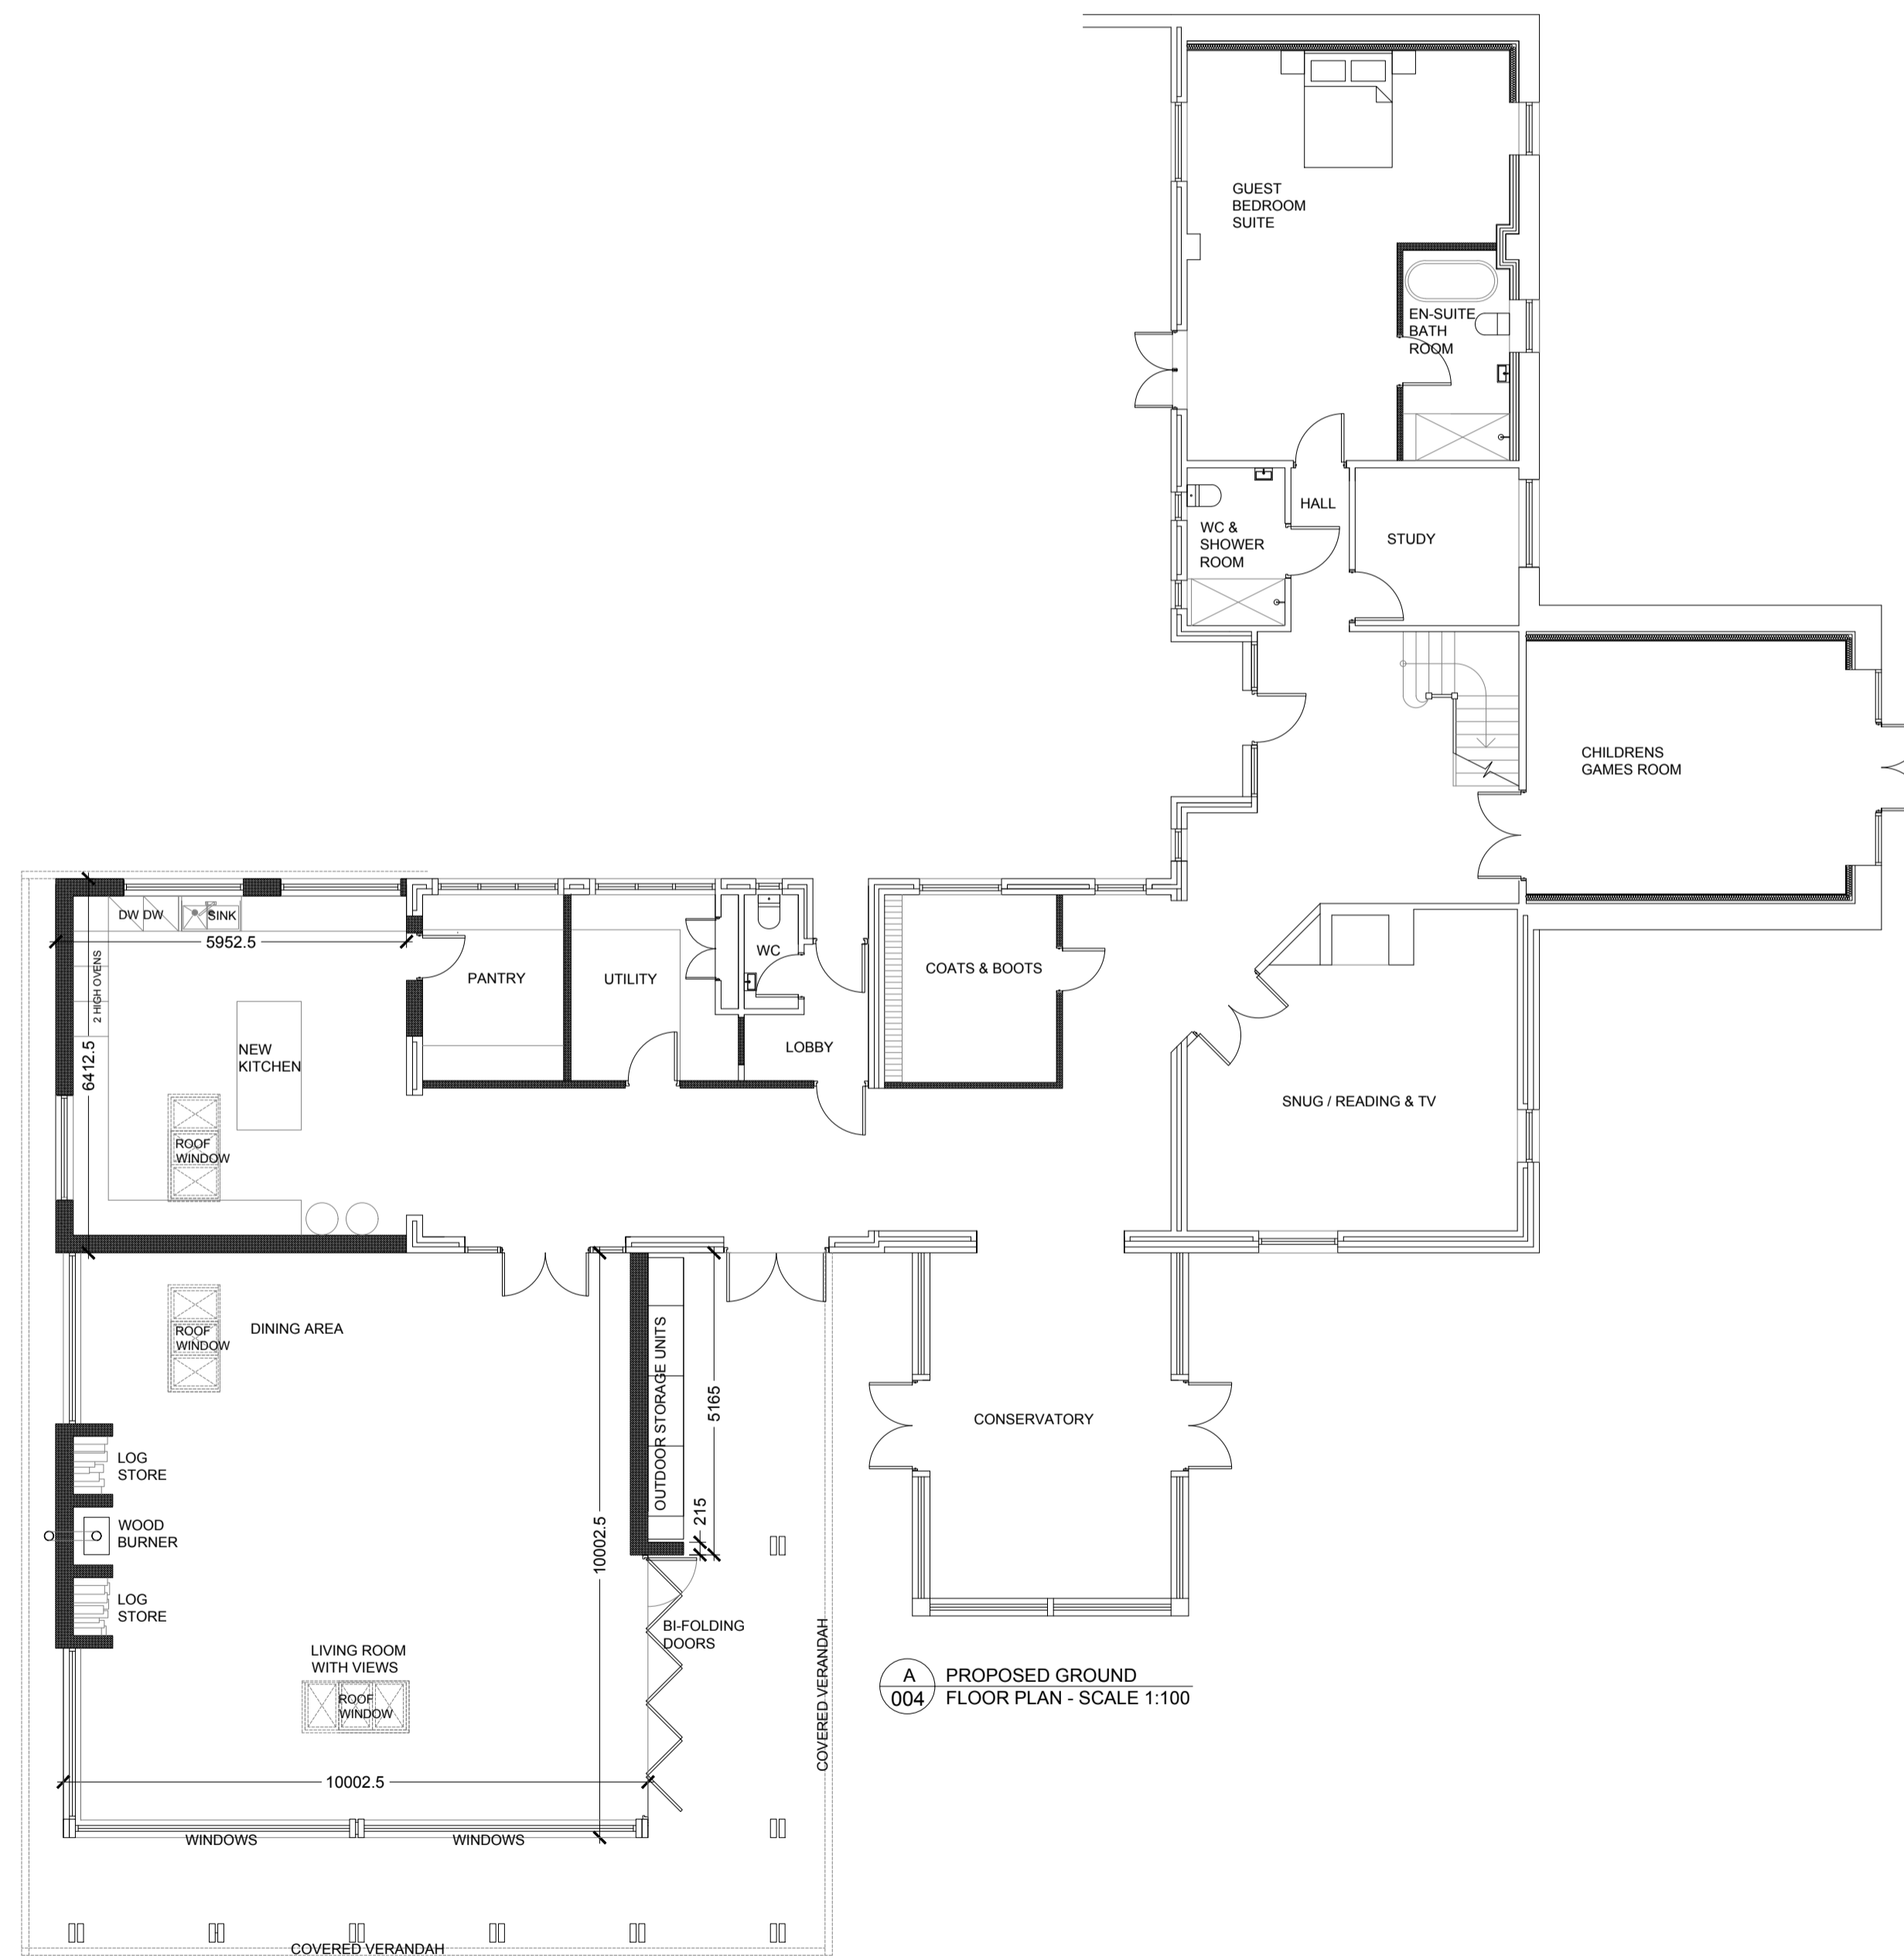 GUEST
BEDROOM
SUITE
EN-SUITE
BATH
ROOM
HALL
WC &
SHOWER
ROOM
STUDY
CHILDRENS
GAMES ROOM
DW DW
SINK
5952.5
2 HIGH OVENS
6412.5
NEW
KITCHEN
ROOF
WINDOW
PANTRY
UTILITY
WC
LOBBY
COATS & BOOTS
SNUG / READING & TV
DINING AREA
ROOF
WINDOW
OUTDOOR STORAGE UNITS
5165
215
10002.5
CONSERVATORY
LOG
STORE
WOOD
BURNER
LOG
STORE
LIVING ROOM
WITH VIEWS
ROOF
WINDOW
BI-FOLDING
DOORS
COVERED VERANDAH
10002.5
WINDOWS
WINDOWS
COVERED VERANDAH
A
004
PROPOSED GROUND
FLOOR PLAN - SCALE 1:100